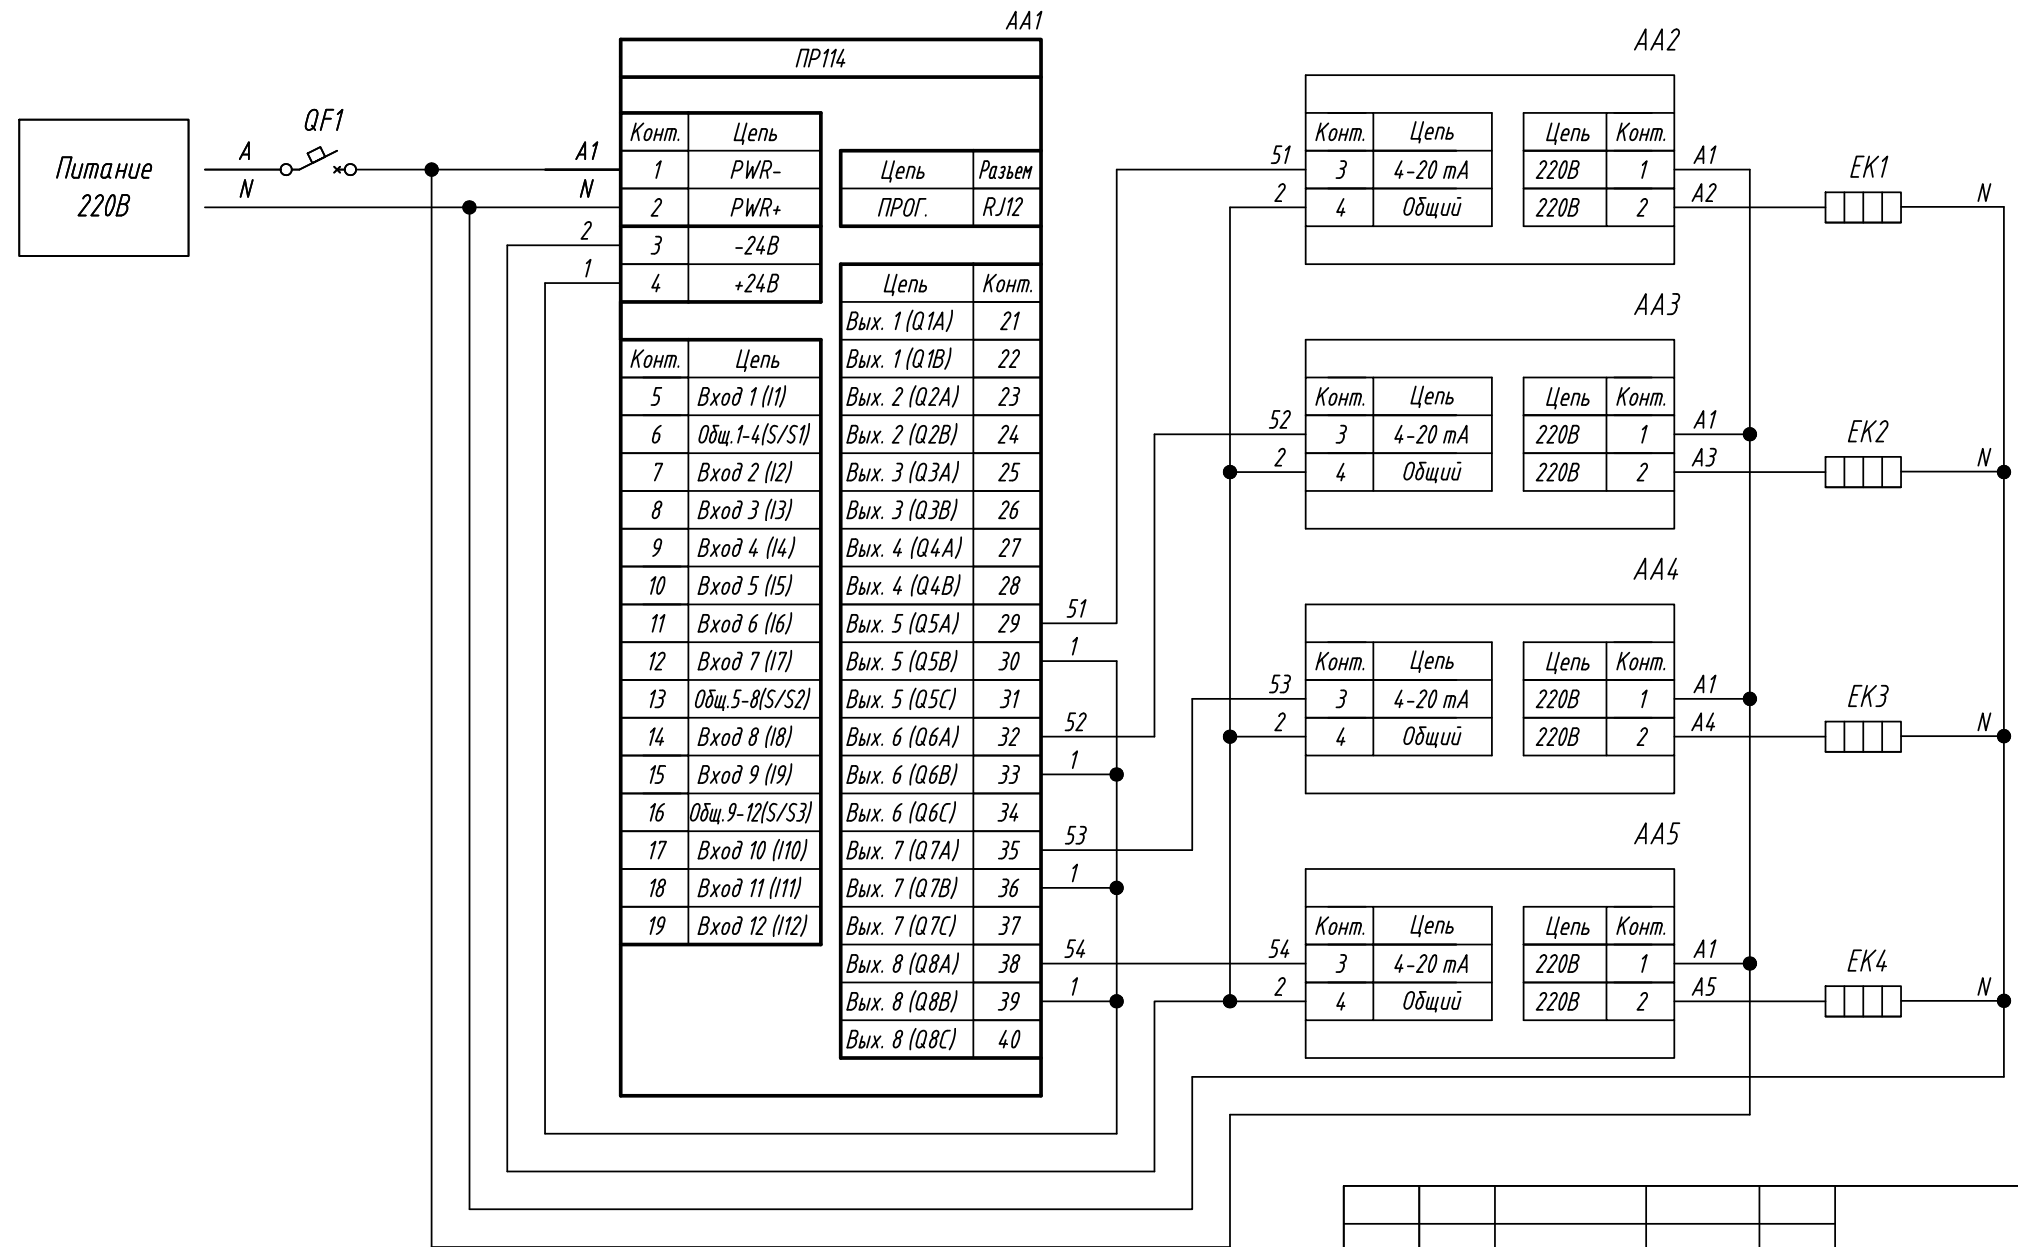 Питание
220В
A
N
QF1
A1
N
2
1
AA1
ПР114
Конт. Цепь
1 PWR-
2 PWR+
3 -24В
4 +24В
Цепь Разъем
ПРОГ. RJ12
Конт. Цепь
5 Вход 1 (I1)
6 Общ.1-4(S/S1)
7 Вход 2 (I2)
8 Вход 3 (I3)
9 Вход 4 (I4)
10 Вход 5 (I5)
11 Вход 6 (I6)
12 Вход 7 (I7)
13 Общ.5-8(S/S2)
14 Вход 8 (I8)
15 Вход 9 (I9)
16 Общ.9-12(S/S3)
17 Вход 10 (I10)
18 Вход 11 (I11)
19 Вход 12 (I12)
Цепь Конт.
Вых. 1 (Q1A) 21
Вых. 1 (Q1B) 22
Вых. 2 (Q2A) 23
Вых. 2 (Q2B) 24
Вых. 3 (Q3A) 25
Вых. 3 (Q3B) 26
Вых. 4 (Q4A) 27
Вых. 4 (Q4B) 28
Вых. 5 (Q5A) 29 51
Вых. 5 (Q5B) 30 1
Вых. 5 (Q5C) 31
Вых. 6 (Q6A) 32 52
Вых. 6 (Q6B) 33 1
Вых. 6 (Q6C) 34
Вых. 7 (Q7A) 35 53
Вых. 7 (Q7B) 36 1
Вых. 7 (Q7C) 37
Вых. 8 (Q8A) 38 54
Вых. 8 (Q8B) 39 1
Вых. 8 (Q8C) 40
AA2
Конт. Цепь Цепь Конт.
51 3 4-20 mA 220В 1 A1
2 4 Общий 220В 2 A2
EK1
N
AA3
Конт. Цепь Цепь Конт.
52 3 4-20 mA 220В 1 A1
2 4 Общий 220В 2 A3
EK2
N
AA4
Конт. Цепь Цепь Конт.
53 3 4-20 mA 220В 1 A1
2 4 Общий 220В 2 A4
EK3
N
AA5
Конт. Цепь Цепь Конт.
54 3 4-20 mA 220В 1 A1
2 4 Общий 220В 2 A5
EK4
N